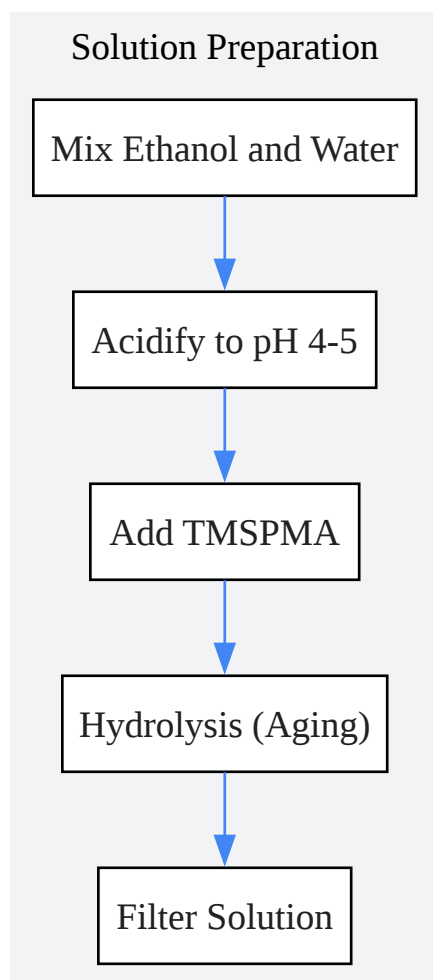 Solution Preparation
Mix Ethanol and Water
Acidify to pH 4-5
Add TMSPMA
Hydrolysis (Aging)
Filter Solution